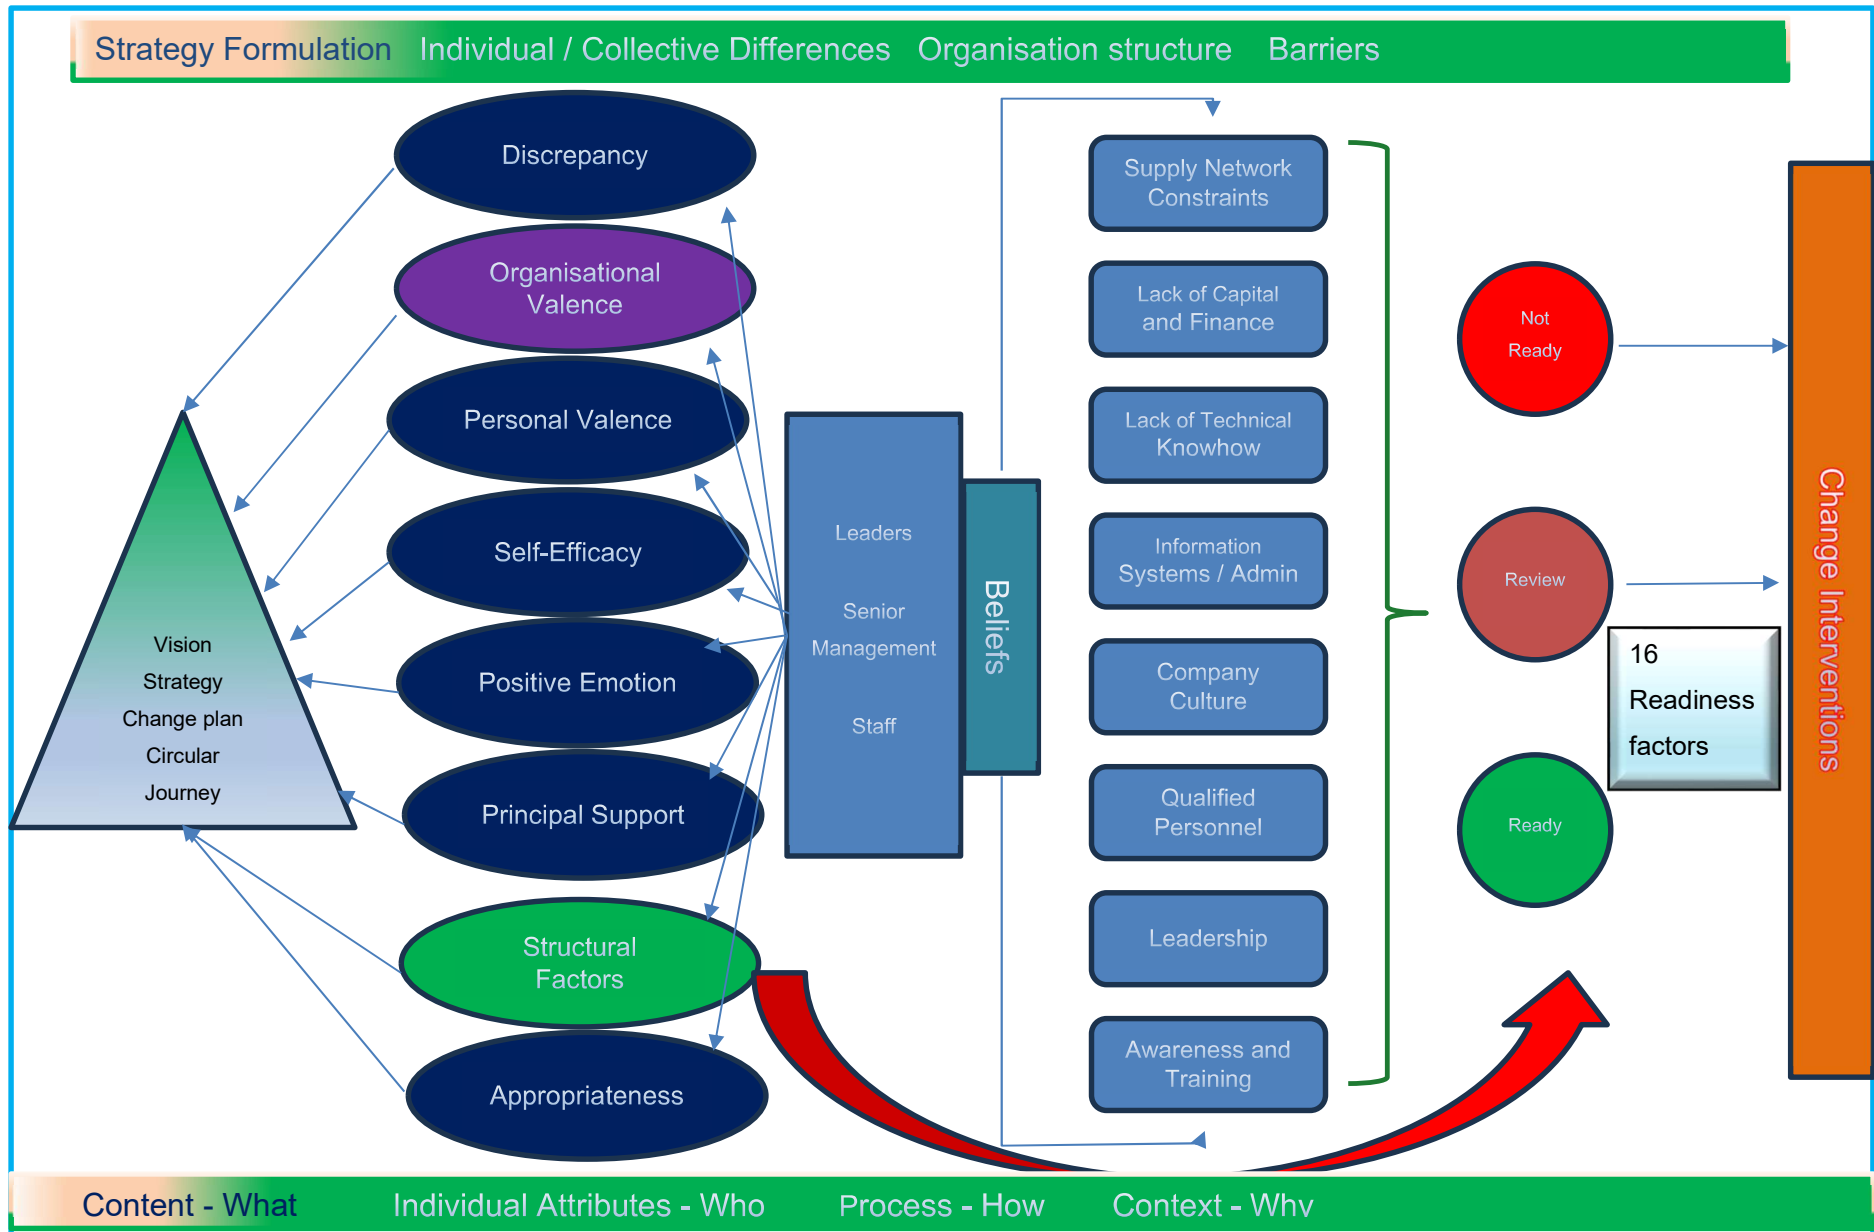 Strategy Formulation Individual / Collective Differences Organisation structure Barriers
Discrepancy
Organisational
Valence
Personal Valence
Self-Efficacy
Positive Emotion
Principal Support
Structural
Factors
Appropriateness
Vision
Strategy
Change plan
Circular
Journey
Leaders
Senior
Management
Staff
Beliefs
Supply Network
Constraints
Lack of Capital
and Finance
Lack of Technical
Knowhow
Information
Systems / Admin
Company
Culture
Qualified
Personnel
Leadership
Awareness and
Training
Not
Ready
Review
Ready
16
Readiness
factors
Change Interventions
Content - What Individual Attributes - Who Process - How Context - Why